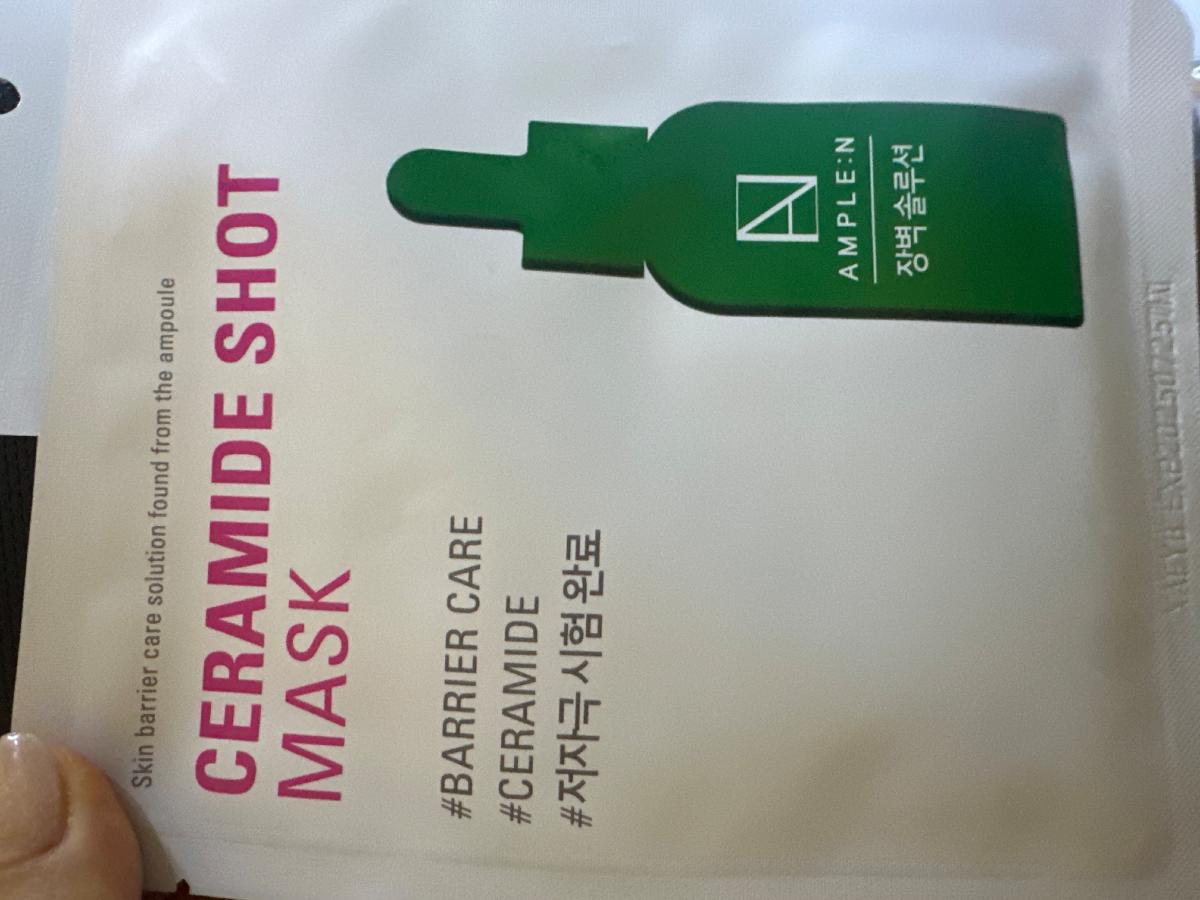 Skin barrier care solution found from the ampoule
CERAMIDE SHOT
MASK
#BARRIER CARE
#CERAMIDE
#저자극 시험 완료
AMPLE:N
장벽 솔루션